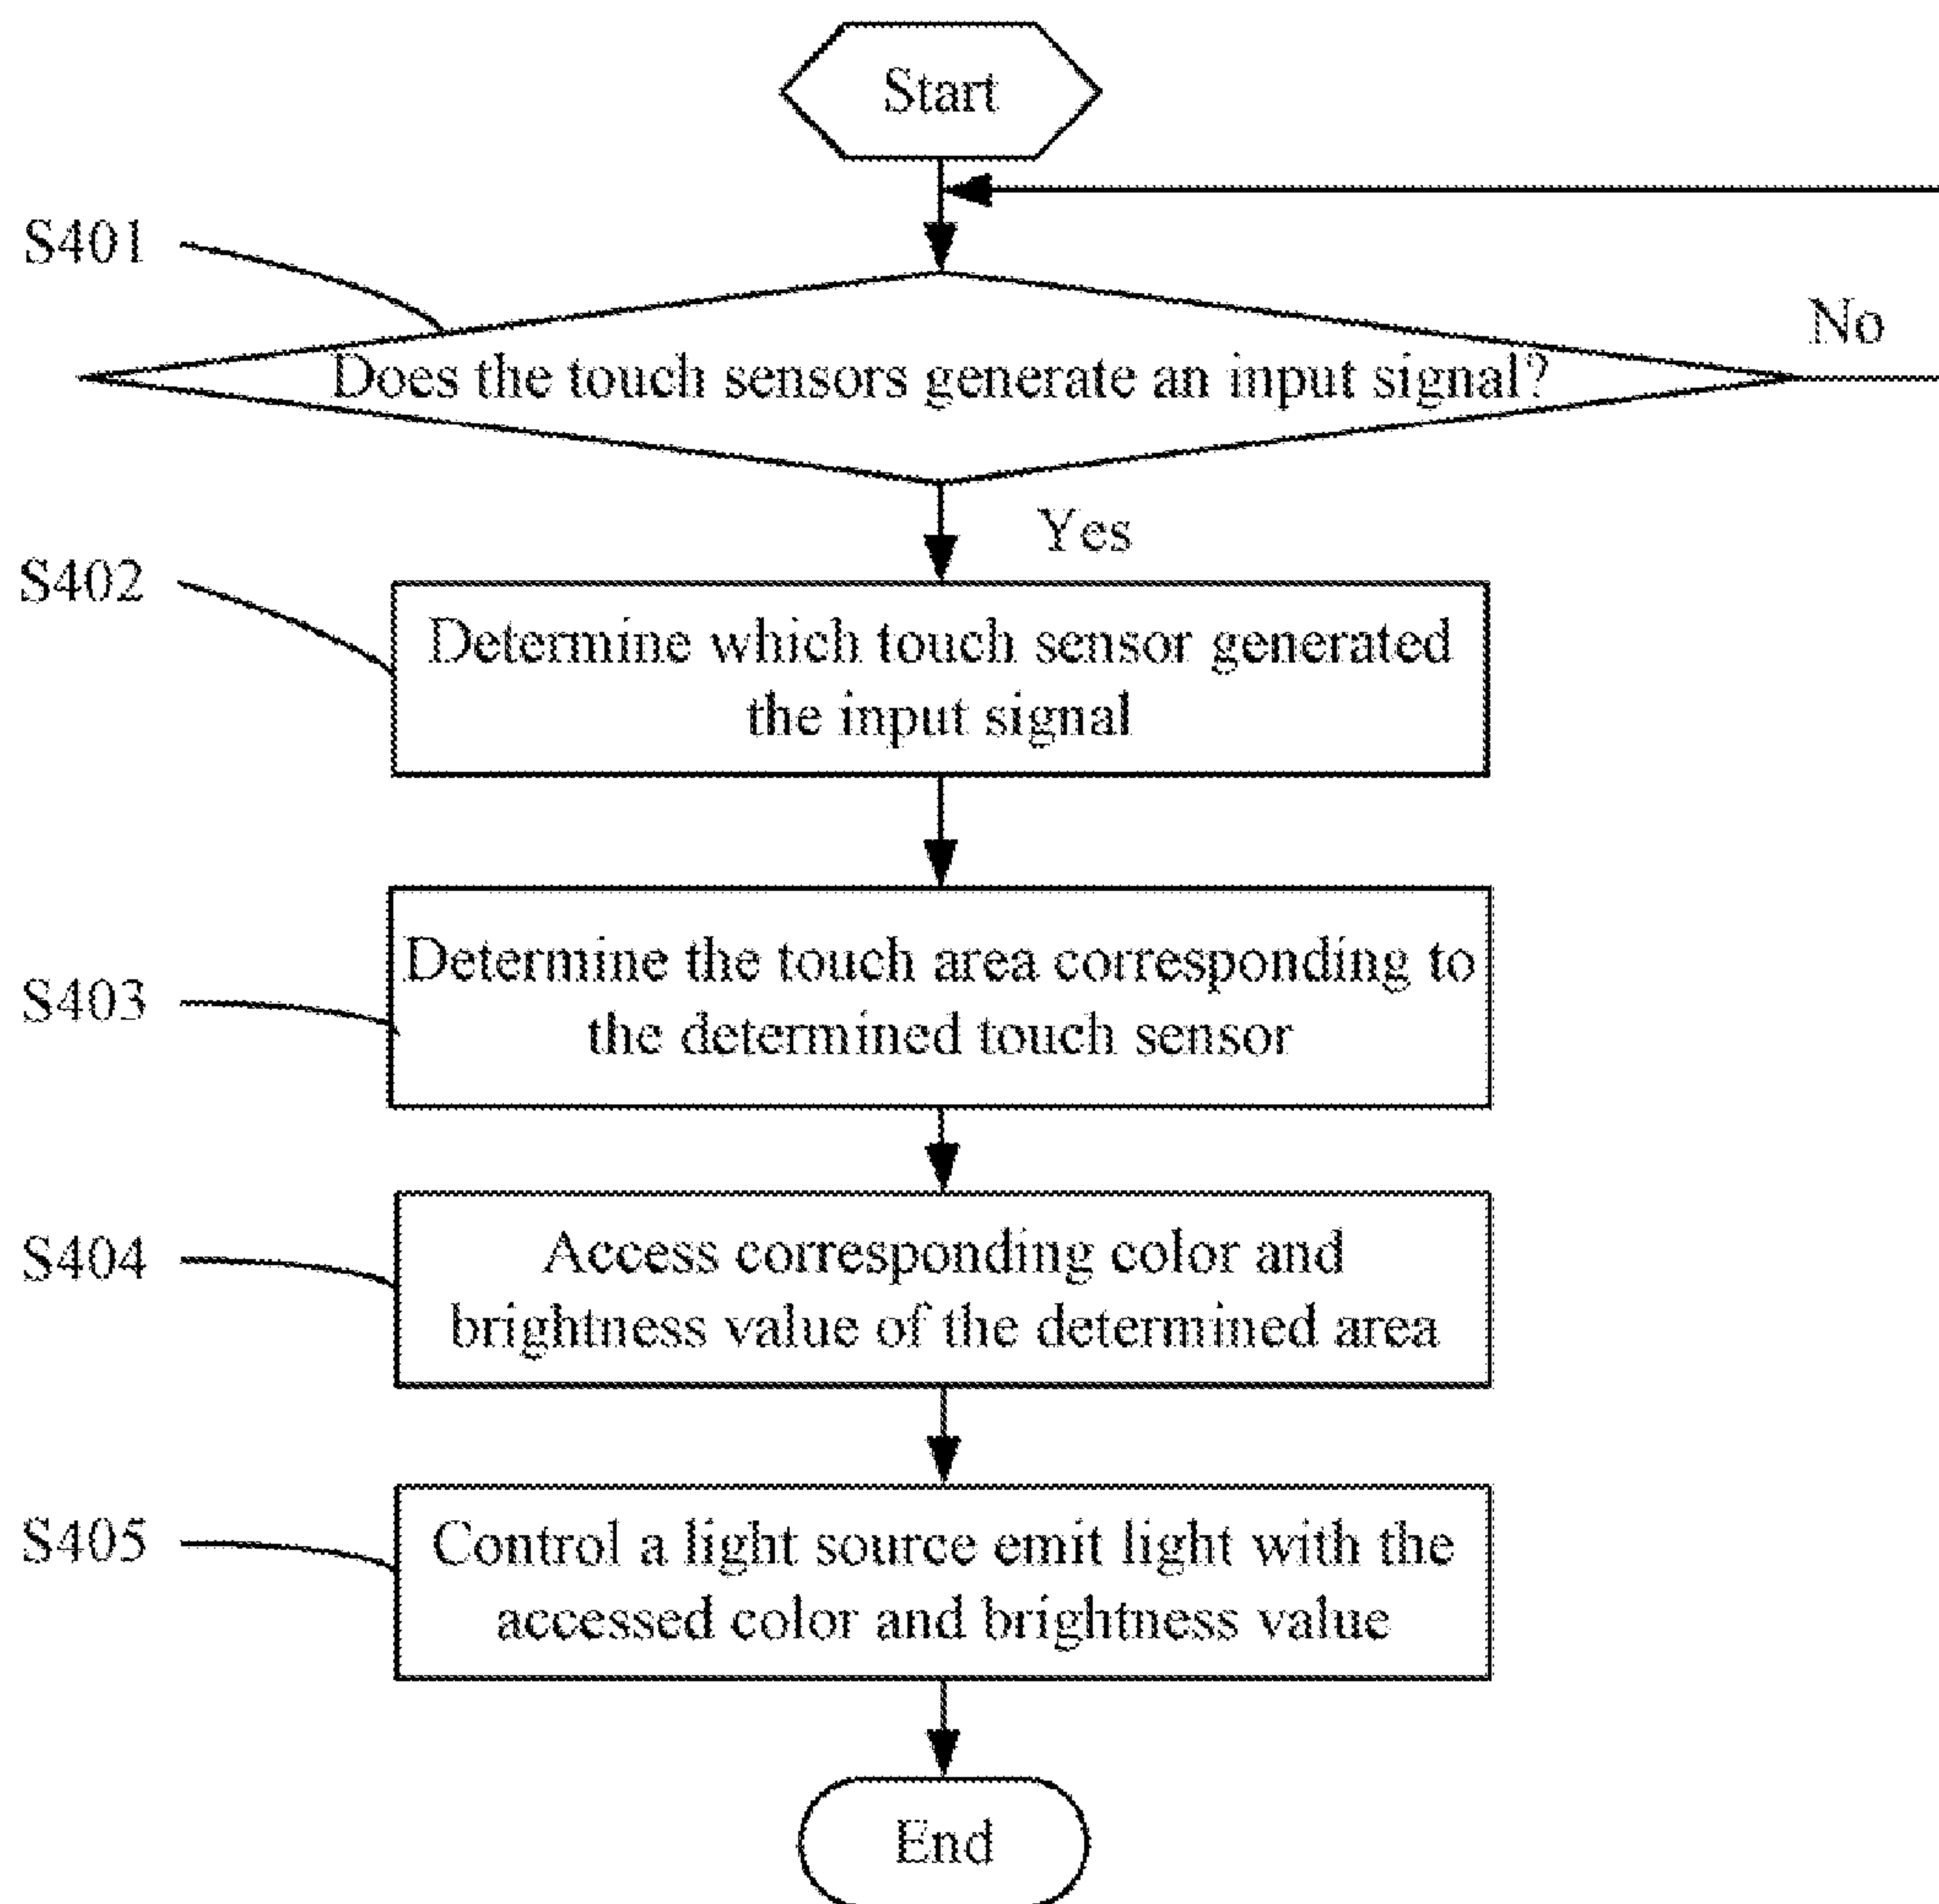 Start
S401
No
Does the touch sensors generate an input signal?
Yes
S402
Determine which touch sensor generated
the input signal
S403
Determine the touch area corresponding to
the determined touch sensor
S404
Access corresponding color and
brightness value of the determined area
S405
Control a light source emit light with the
accessed color and brightness value
End